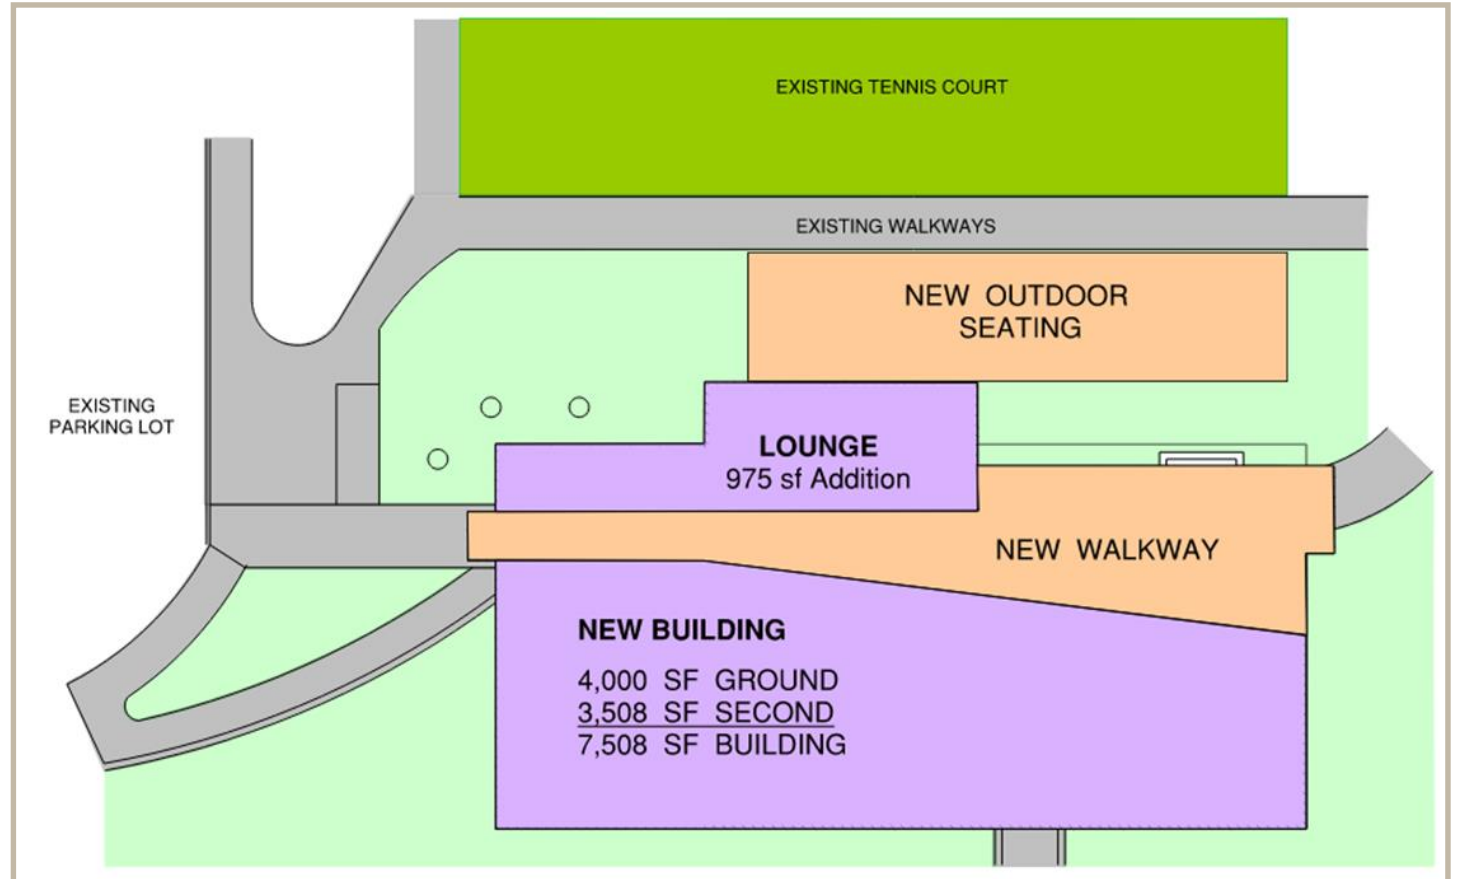 EXISTING TENNIS COURT
EXISTING WALKWAYS
NEW OUTDOOR
SEATING
EXISTING
PARKING LOT
LOUNGE
975 sf Addition
NEW WALKWAY
NEW BUILDING
4,000 SF GROUND
3,508 SF SECOND
7,508 SF BUILDING